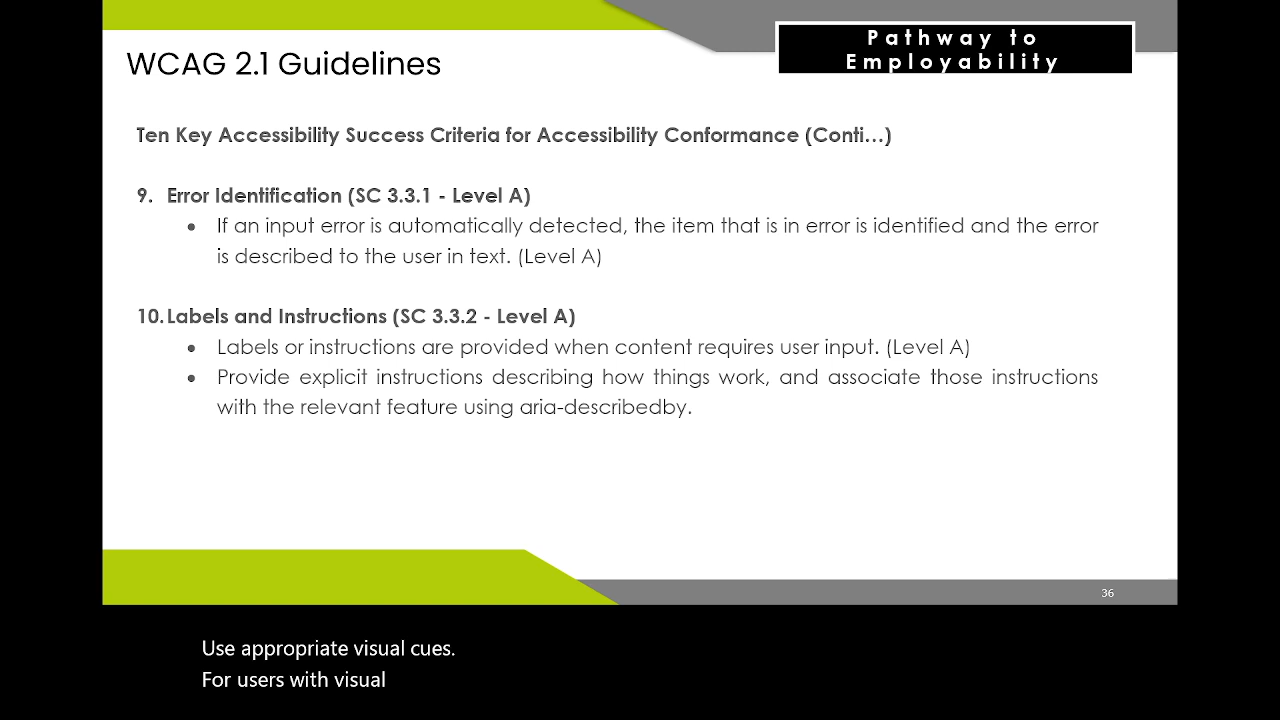 Pathway to
Employability
WCAG 2.1 Guidelines
Ten Key Accessibility Success Criteria for Accessibility Conformance (Conti...)
9. Error Identification (SC 3.3.1 - Level A)
• If an input error is automatically detected, the item that is in error is identified and the error
is described to the user in text. (Level A)
10. Labels and Instructions (SC 3.3.2 - Level A)
• Labels or instructions are provided when content requires user input. (Level A)
• Provide explicit instructions describing how things work, and associate those instructions
with the relevant feature using aria-describedby.
36
Use appropriate visual cues.
For users with visual